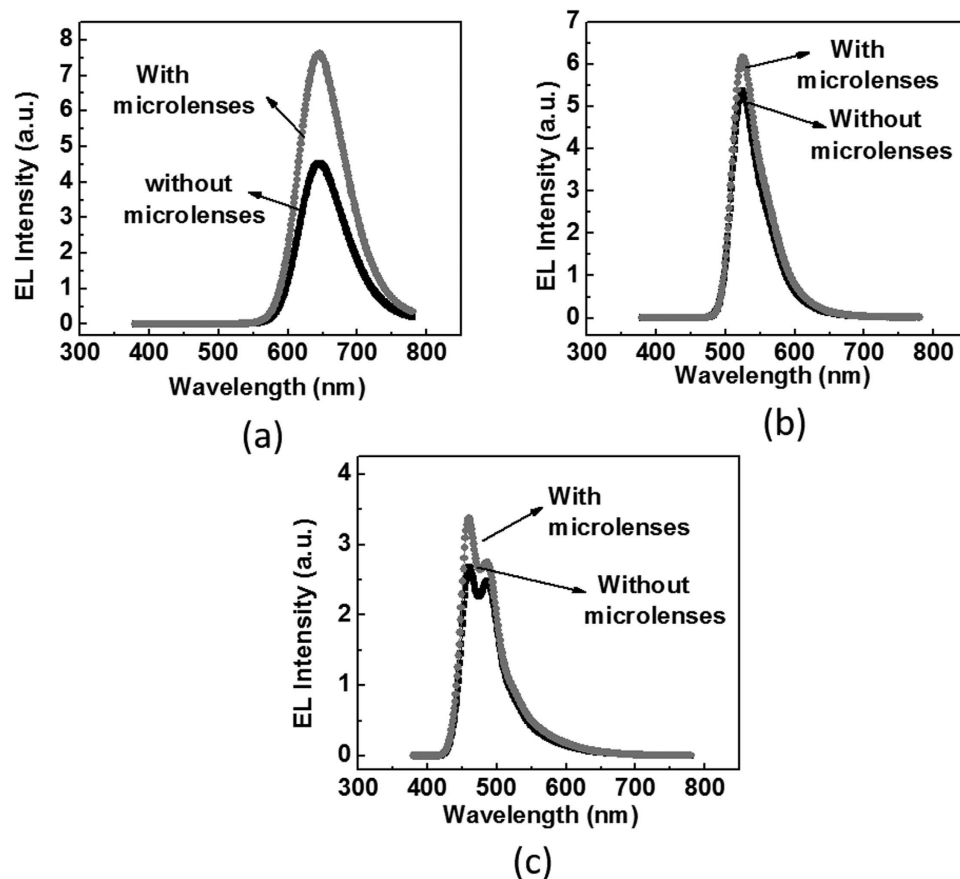 8
7
6
5
4
3
2
1
0
EL Intensity (a.u.)
With
microlenses
without
microlenses
300 400 500 600 700 800
Wavelength (nm)
(a)
7
6
5
4
3
2
1
0
EL Intensity (a.u.)
With
microlenses
Without
microlenses
300 400 500 600 700 800
Wavelength (nm)
(b)
4
3
2
1
0
EL Intensity (a.u.)
With
microlenses
Without
microlenses
300 400 500 600 700 800
Wavelength (nm)
(c)